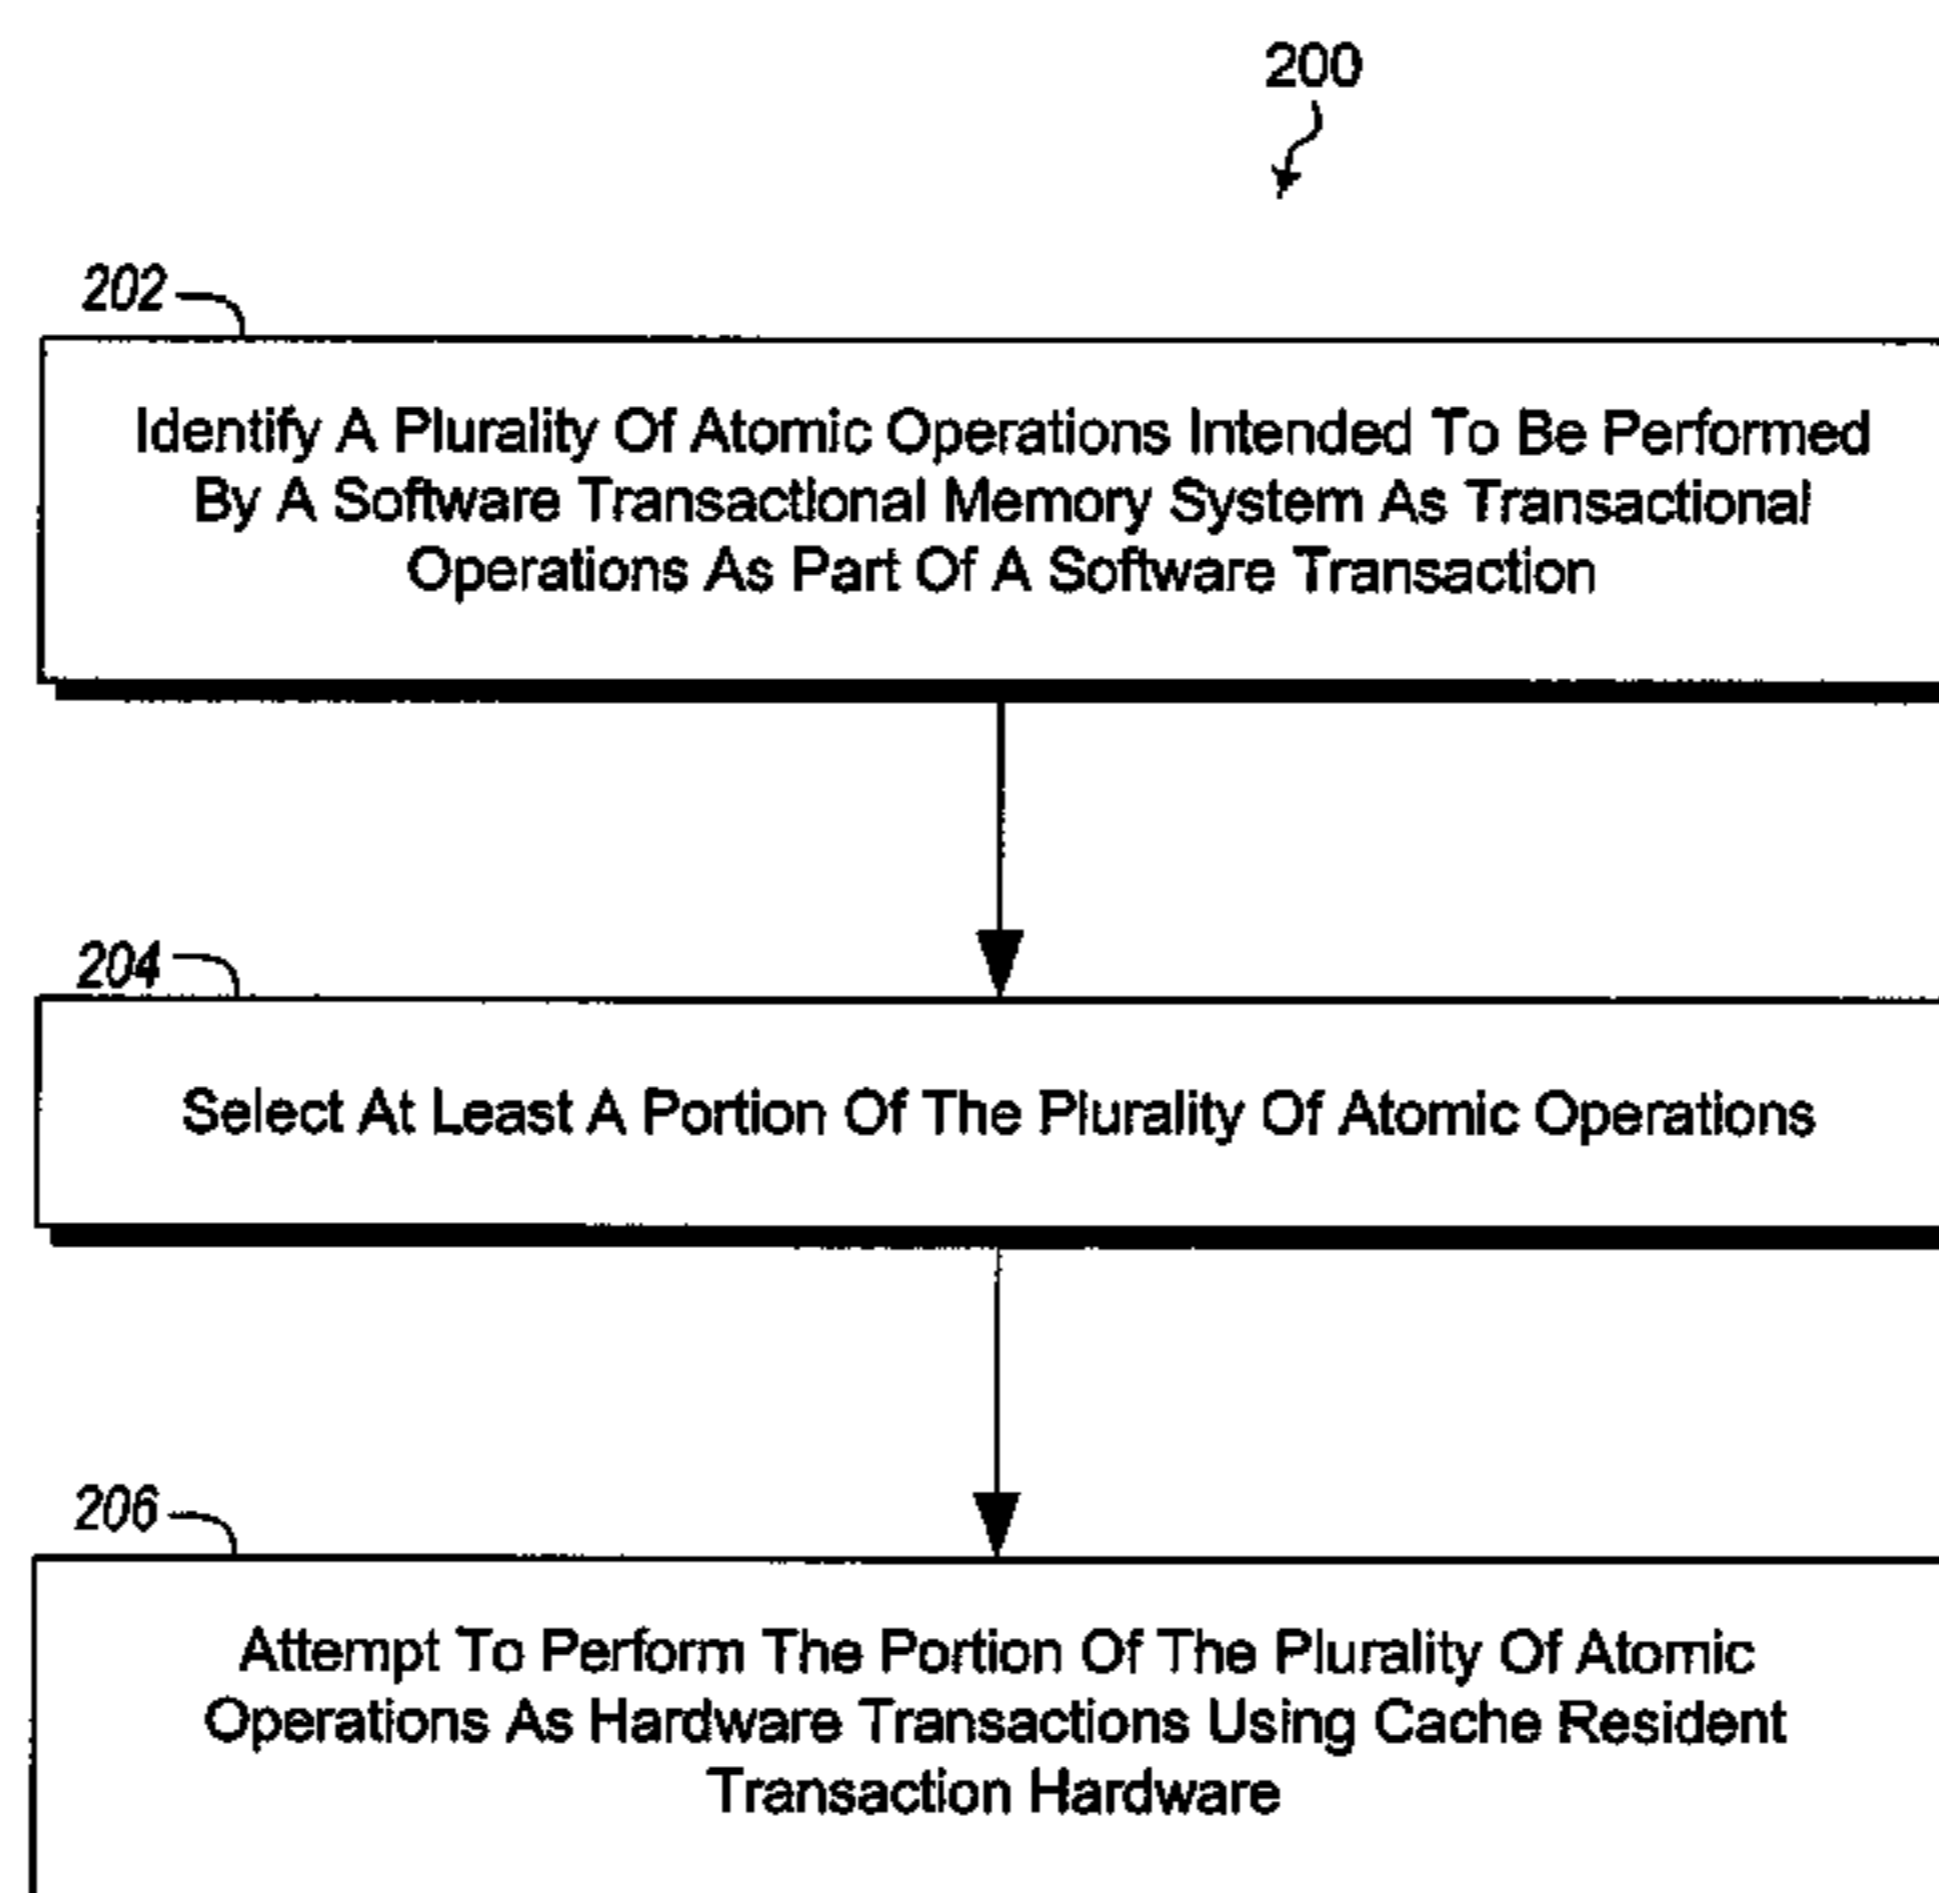 200
202
Identify A Plurality Of Atomic Operations Intended To Be Performed
By A Software Transactional Memory System As Transactional
Operations As Part Of A Software Transaction
204
Select At Least A Portion Of The Plurality Of Atomic Operations
206
Attempt To Perform The Portion Of The Plurality Of Atomic
Operations As Hardware Transactions Using Cache Resident
Transaction Hardware